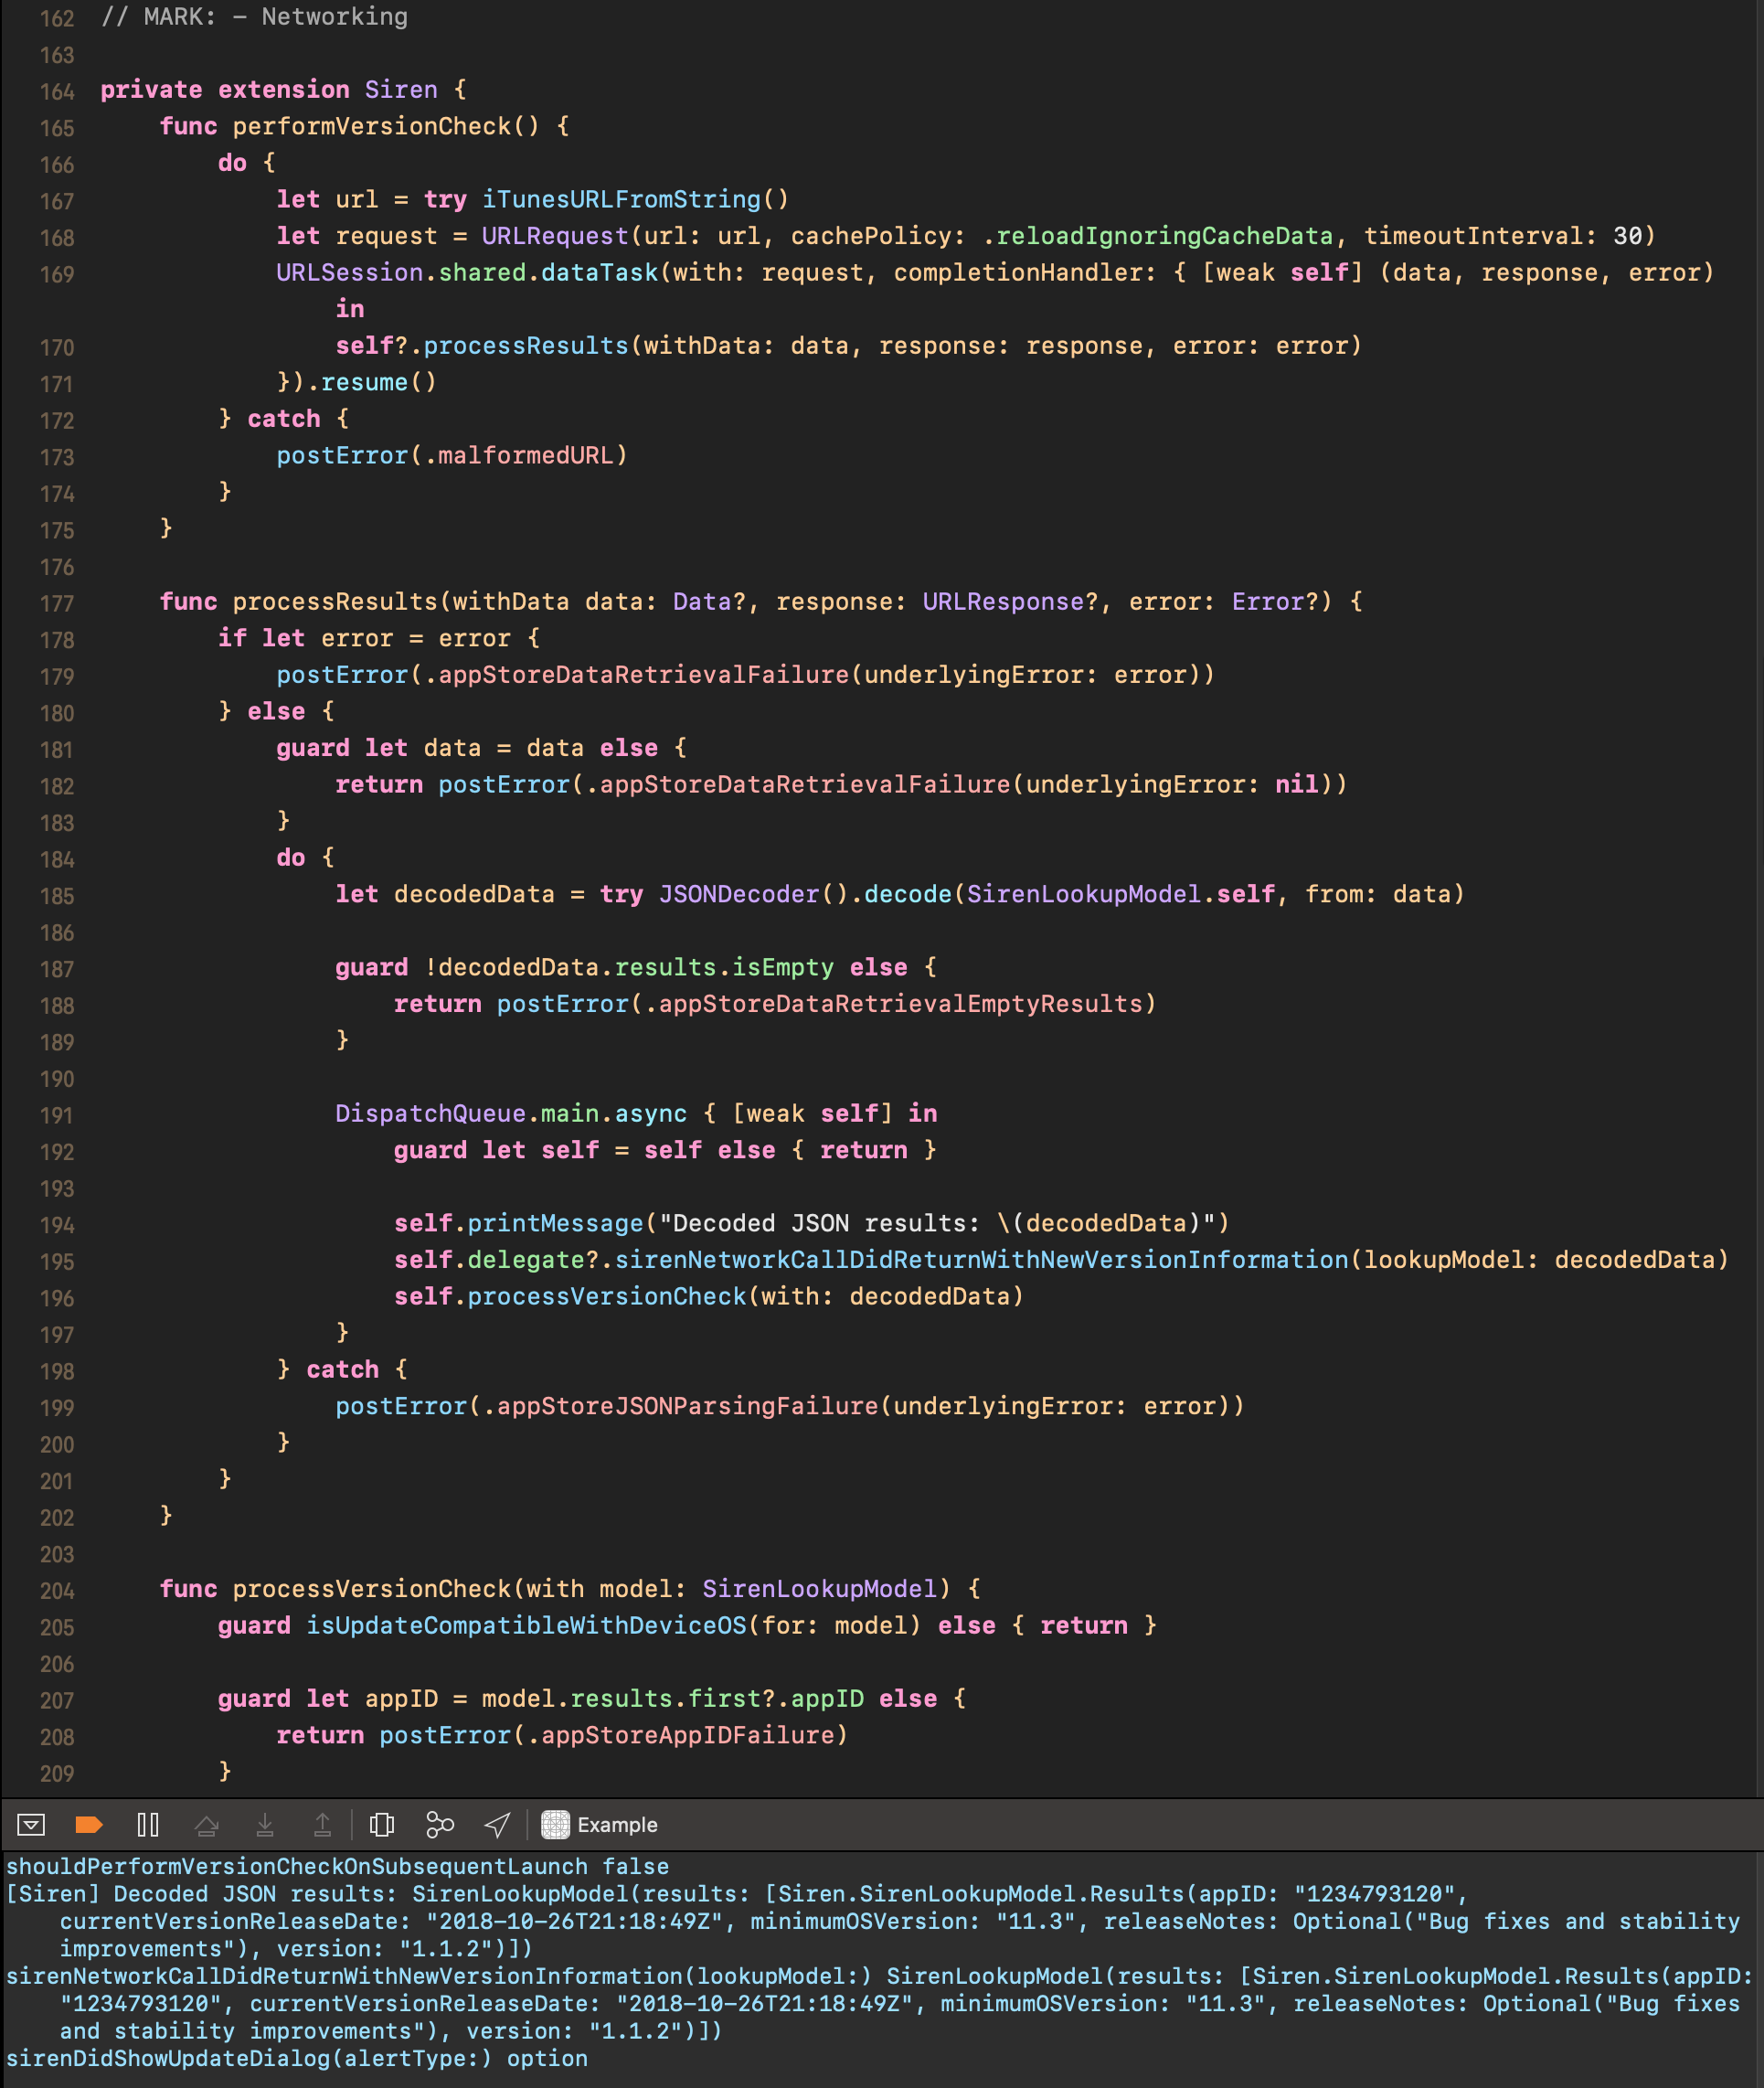 162 // MARK: - Networking
163
164 private extension Siren {
165     func performVersionCheck() {
166         do {
167             let url = try iTunesURLFromString()
168             let request = URLRequest(url: url, cachePolicy: .reloadIgnoringCacheData, timeoutInterval: 30)
169             URLSession.shared.dataTask(with: request, completionHandler: { [weak self] (data, response, error)
                in
170                 self?.processResults(withData: data, response: response, error: error)
171             }).resume()
172         } catch {
173             postError(.malformedURL)
174         }
175     }
176
177     func processResults(withData data: Data?, response: URLResponse?, error: Error?) {
178         if let error = error {
179             postError(.appStoreDataRetrievalFailure(underlyingError: error))
180         } else {
181             guard let data = data else {
182                 return postError(.appStoreDataRetrievalFailure(underlyingError: nil))
183             }
184             do {
185                 let decodedData = try JSONDecoder().decode(SirenLookupModel.self, from: data)
186
187                 guard !decodedData.results.isEmpty else {
188                     return postError(.appStoreDataRetrievalEmptyResults)
189                 }
190
191                 DispatchQueue.main.async { [weak self] in
192                     guard let self = self else { return }
193
194                     self.printMessage("Decoded JSON results: \(decodedData)")
195                     self.delegate?.sirenNetworkCallDidReturnWithNewVersionInformation(lookupModel: decodedData)
196                     self.processVersionCheck(with: decodedData)
197                 }
198             } catch {
199                 postError(.appStoreJSONParsingFailure(underlyingError: error))
200             }
201         }
202     }
203
204     func processVersionCheck(with model: SirenLookupModel) {
205         guard isUpdateCompatibleWithDeviceOS(for: model) else { return }
206
207         guard let appID = model.results.first?.appID else {
208             return postError(.appStoreAppIDFailure)
209         }
Example
shouldPerformVersionCheckOnSubsequentLaunch false
[Siren] Decoded JSON results: SirenLookupModel(results: [Siren.SirenLookupModel.Results(appID: "1234793120",
    currentVersionReleaseDate: "2018-10-26T21:18:49Z", minimumOSVersion: "11.3", releaseNotes: Optional("Bug fixes and stability
    improvements"), version: "1.1.2")])
sirenNetworkCallDidReturnWithNewVersionInformation(lookupModel:) SirenLookupModel(results: [Siren.SirenLookupModel.Results(appID:
    "1234793120", currentVersionReleaseDate: "2018-10-26T21:18:49Z", minimumOSVersion: "11.3", releaseNotes: Optional("Bug fixes
    and stability improvements"), version: "1.1.2")])
sirenDidShowUpdateDialog(alertType:) option